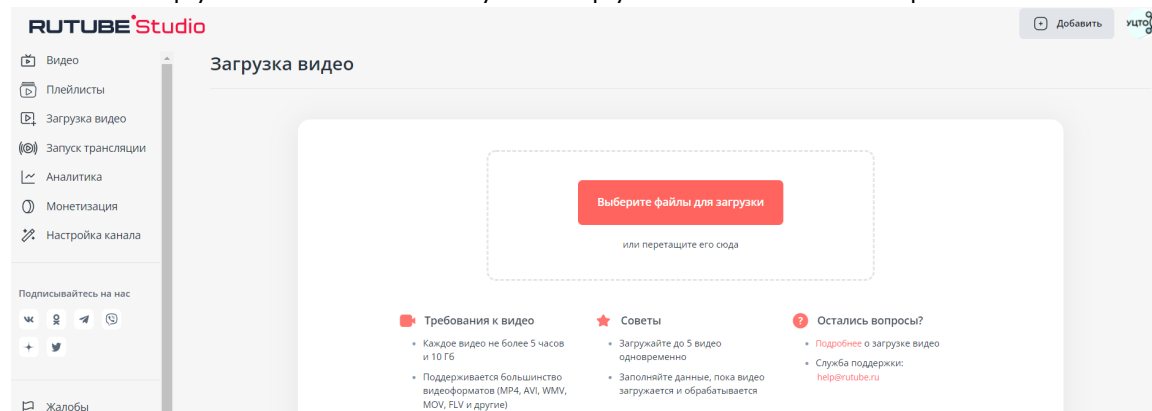 RUTUBE Studio
Добавить
УЦТО
Видео
Плейлисты
Загрузка видео
Запуск трансляции
Аналитика
Монетизация
Настройка канала
Подписывайтесь на нас
Жалобы
Загрузка видео
Выберите файлы для загрузки
или перетащите его сюда
Требования к видео
Каждое видео не более 5 часов
и 10 Гб
Поддерживается большинство
видеоформатов (MP4, AVI, WMV,
MOV, FLV и другие)
Советы
Загружайте до 5 видео
одновременно
Заполняйте данные, пока видео
загружается и обрабатывается
Остались вопросы?
Подробнее о загрузке видео
Служба поддержки:
help@rutube.ru